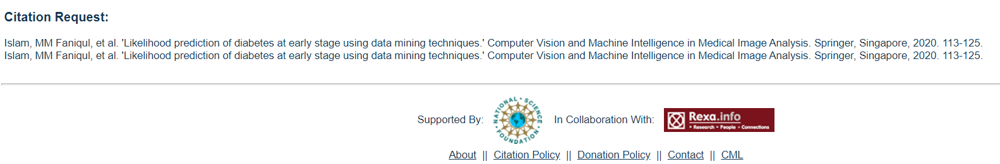 Citation Request:
Islam, MM Faniqul, et al. 'Likelihood prediction of diabetes at early stage using data mining techniques.' Computer Vision and Machine Intelligence in Medical Image Analysis. Springer, Singapore, 2020. 113-125.
Islam, MM Faniqul, et al. 'Likelihood prediction of diabetes at early stage using data mining techniques.' Computer Vision and Machine Intelligence in Medical Image Analysis. Springer, Singapore, 2020. 113-125.
Supported By: NATIONAL SCIENCE FOUNDATION In Collaboration With: Rexa.info
Research • People • Connections
About || Citation Policy || Donation Policy || Contact || CML